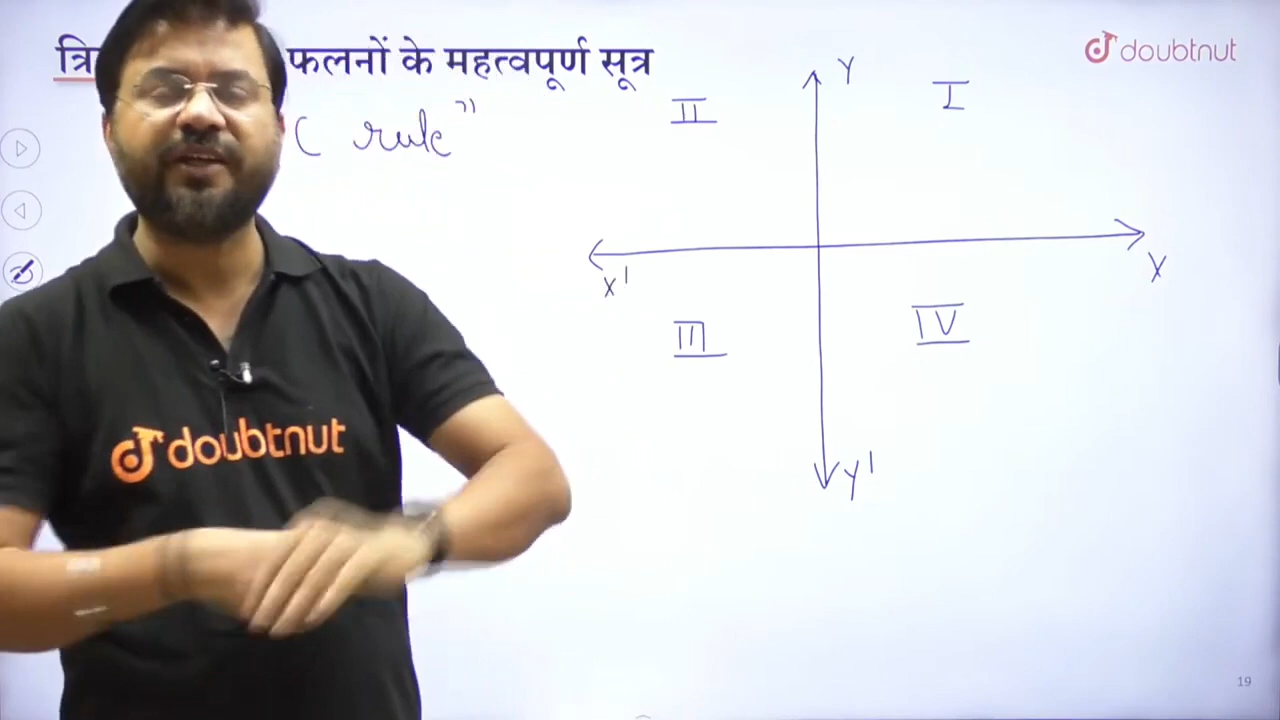 फलनों के महत्वपूर्ण सूत्र
doubtnut
rule"
Y
I
II
X'
X
III
IV
Y'
doubtnut
19